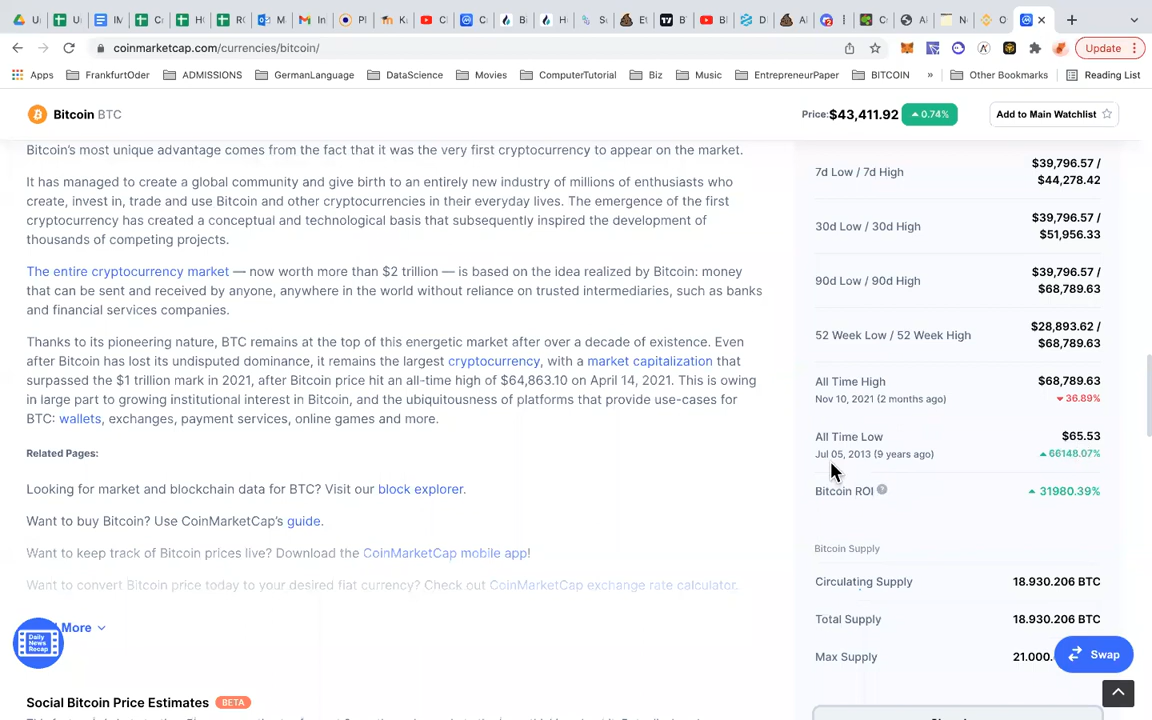 coinmarketcap.com/currencies/bitcoin/
Update
Apps FrankfurtOder ADMISSIONS GermanLanguage DataScience Movies ComputerTutorial Biz Music EntrepreneurPaper BITCOIN » Other Bookmarks Reading List
Bitcoin BTC
Price:$43,411.92 0.74%
Add to Main Watchlist
Bitcoin's most unique advantage comes from the fact that it was the very first cryptocurrency to appear on the market.
It has managed to create a global community and give birth to an entirely new industry of millions of enthusiasts who
create, invest in, trade and use Bitcoin and other cryptocurrencies in their everyday lives. The emergence of the first
cryptocurrency has created a conceptual and technological basis that subsequently inspired the development of
thousands of competing projects.
The entire cryptocurrency market — now worth more than $2 trillion — is based on the idea realized by Bitcoin: money
that can be sent and received by anyone, anywhere in the world without reliance on trusted intermediaries, such as banks
and financial services companies.
Thanks to its pioneering nature, BTC remains at the top of this energetic market after over a decade of existence. Even
after Bitcoin has lost its undisputed dominance, it remains the largest cryptocurrency, with a market capitalization that
surpassed the $1 trillion mark in 2021, after Bitcoin price hit an all-time high of $64,863.10 on April 14, 2021. This is owing
in large part to growing institutional interest in Bitcoin, and the ubiquitousness of platforms that provide use-cases for
BTC: wallets, exchanges, payment services, online games and more.
Related Pages:
Looking for market and blockchain data for BTC? Visit our block explorer.
Want to buy Bitcoin? Use CoinMarketCap's guide.
Want to keep track of Bitcoin prices live? Download the CoinMarketCap mobile app!
Want to convert Bitcoin price today to your desired fiat currency? Check out CoinMarketCap exchange rate calculator.
More
Daily
News
Recap
Social Bitcoin Price Estimates BETA
7d Low / 7d High
$39,796.57 /
$44,278.42
30d Low / 30d High
$39,796.57 /
$51,956.33
90d Low / 90d High
$39,796.57 /
$68,789.63
52 Week Low / 52 Week High
$28,893.62 /
$68,789.63
All Time High $68,789.63
Nov 10, 2021 (2 months ago) 36.89%
All Time Low $65.53
Jul 05, 2013 (9 years ago) 66148.07%
Bitcoin ROI ? 31980.39%
Bitcoin Supply
Circulating Supply 18.930.206 BTC
Total Supply 18.930.206 BTC
Max Supply 21.000.
Swap